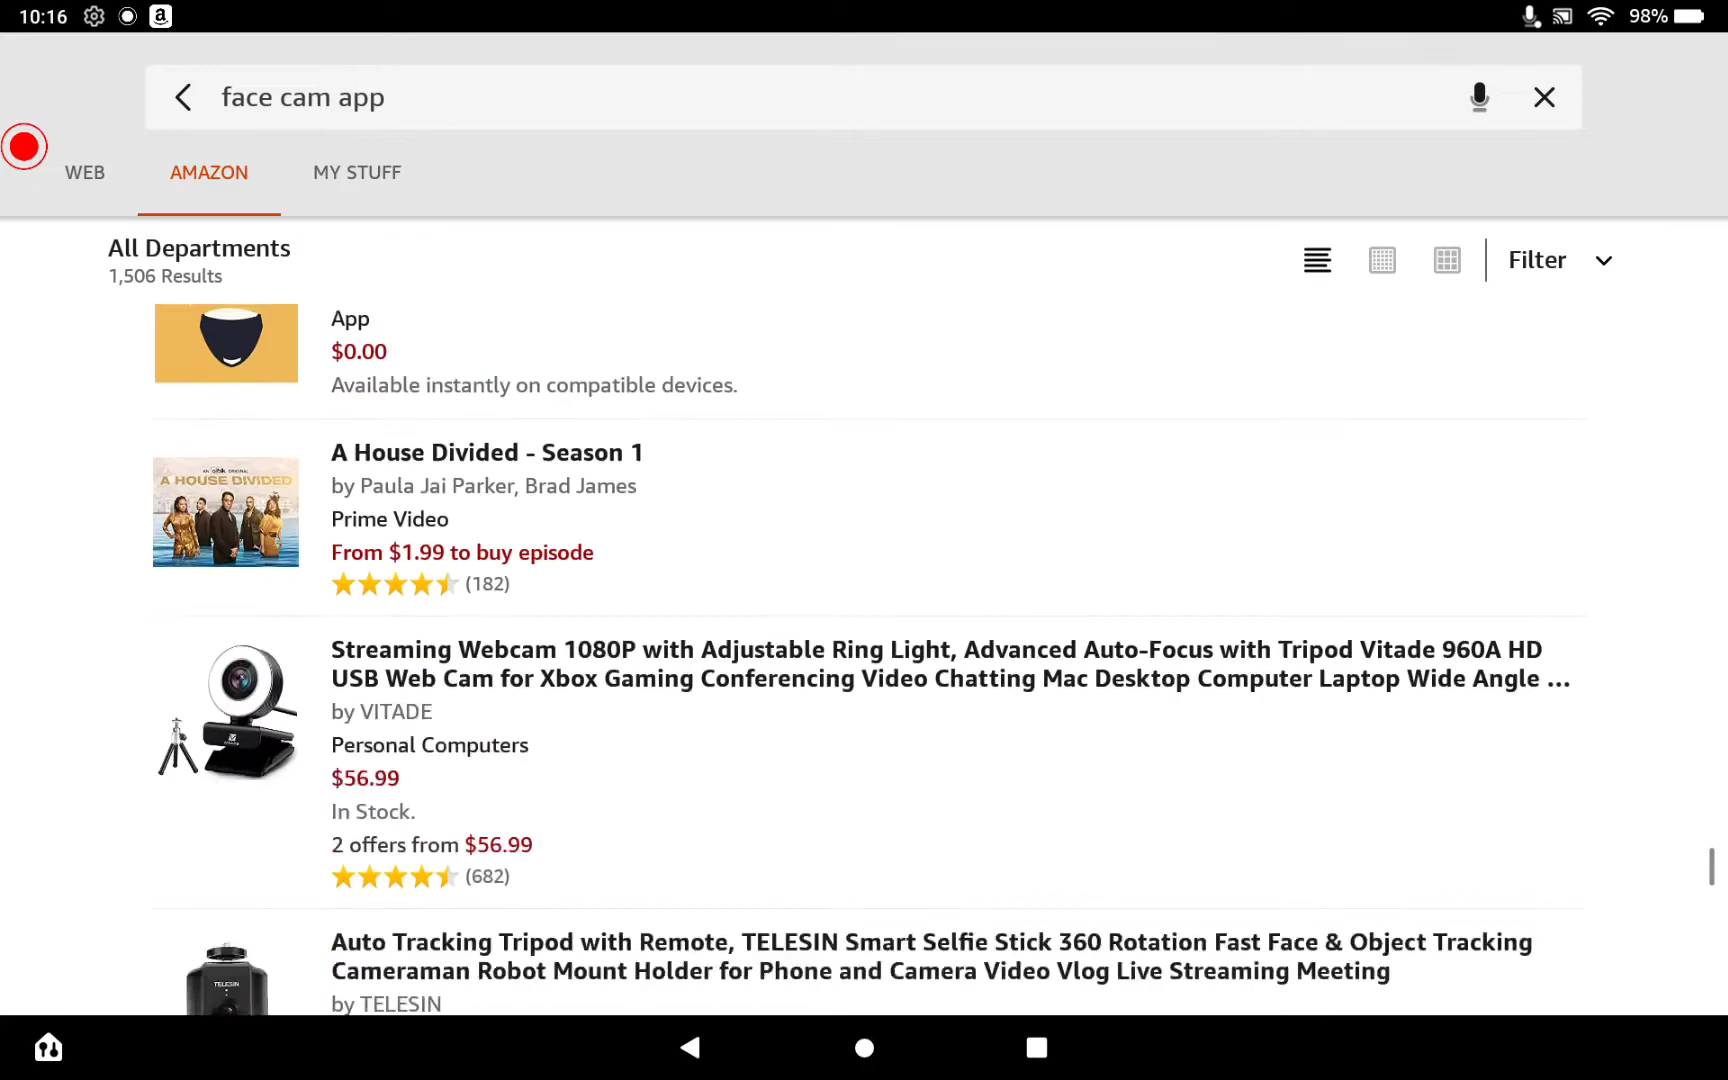 10:16
98%
face cam app
WEB
AMAZON
MY STUFF
All Departments
1,506 Results
Filter
App
$0.00
Available instantly on compatible devices.
A HOUSE DIVIDED
A House Divided - Season 1
by Paula Jai Parker, Brad James
Prime Video
From $1.99 to buy episode
(182)
Streaming Webcam 1080P with Adjustable Ring Light, Advanced Auto-Focus with Tripod Vitade 960A HD
USB Web Cam for Xbox Gaming Conferencing Video Chatting Mac Desktop Computer Laptop Wide Angle ...
by VITADE
Personal Computers
$56.99
In Stock.
2 offers from $56.99
(682)
TELESIN
Auto Tracking Tripod with Remote, TELESIN Smart Selfie Stick 360 Rotation Fast Face & Object Tracking
Cameraman Robot Mount Holder for Phone and Camera Video Vlog Live Streaming Meeting
by TELESIN